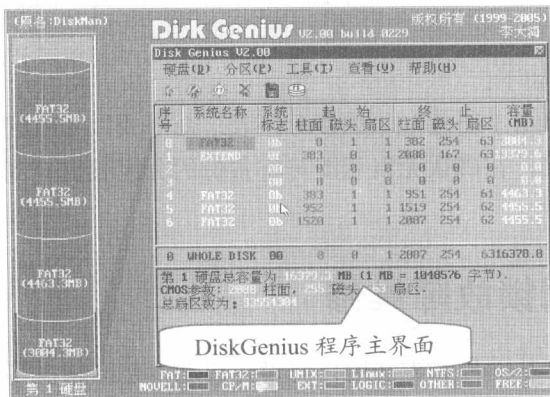 (原名:DiskMan)
Disk Genius V2.00 build 0229
版权所有 (1999-2005)
李大海
Disk Genius V2.00
硬盘(D) 分区(P) 工具(T) 查看(V) 帮助(H)
序号 系统名称 系统标志 起始 终止 容量(MB)
柱面 磁头 扇区 柱面 磁头 扇区
0 FAT32 0b 0 1 1 382 254 63 3004.3
1 EXTEND 383 0 1 2088 167 63
2 00 0 0 0 0 0 0 0.0
3 00 0 0 0 0 0 0 0.0
4 FAT32 0b 383 1 1 951 254 61 4463.3
5 FAT32 0b 952 1 1 1519 254 62 4455.5
6 FAT32 0b 1520 1 1 2087 254 62 4455.5
0 WHOLE DISK 00 0 0 1 2087 254 63 16378.0
FAT32
(4455.5MB)
FAT32
(4455.5MB)
FAT32
(4463.3MB)
FAT32
(3004.3MB)
第 1 硬盘
第 1 硬盘总容量为 MB (1 MB = 1048576 字节).
CMOS参数: 2088 柱面, 255 磁头, 63 扇区.
总扇区数为: 33554304
DiskGenius 程序主界面
FAT: FAT32: UNIX: Linux: NTFS: OS/2:
NOVELL: CP/M: EXT: LOGIC: OTHER: FREE: